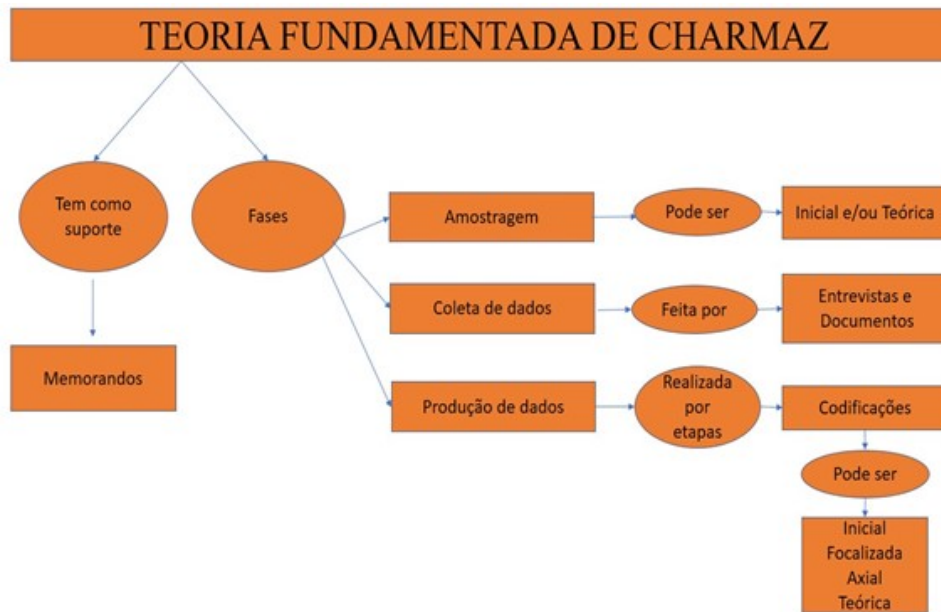 TEORIA FUNDAMENTADA DE CHARMAZ
Tem como
suporte
Fases
Amostragem
Pode ser
Inicial e/ou Teórica
Coleta de dados
Feita por
Entrevistas e
Documentos
Memorandos
Produção de dados
Realizada
por
etapas
Codificações
Pode ser
Inicial
Focalizada
Axial
Teórica